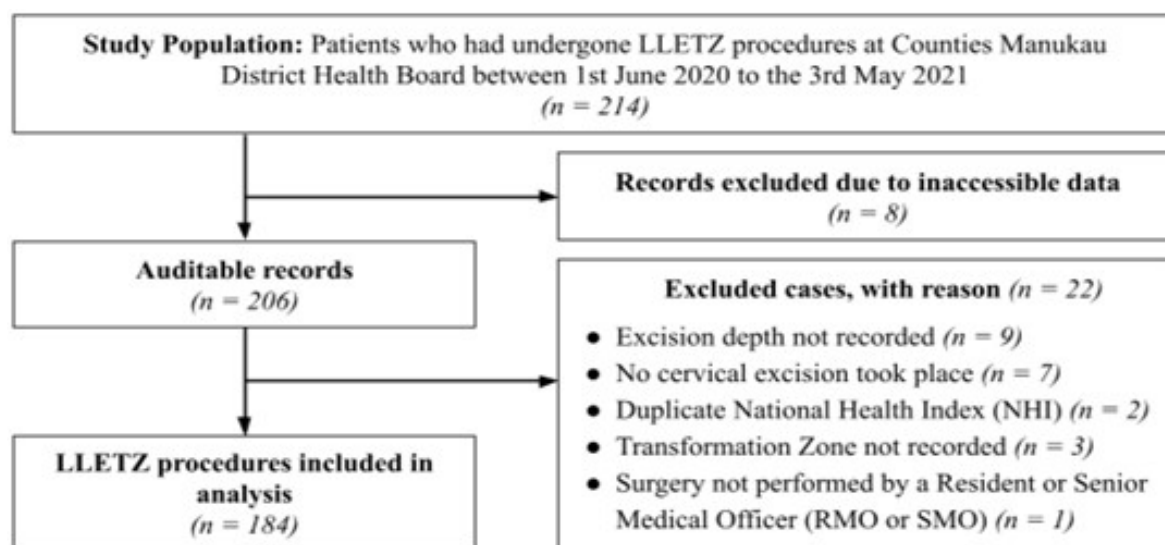 Study Population: Patients who had undergone LLETZ procedures at Counties Manukau
District Health Board between 1st June 2020 to the 3rd May 2021
(n = 214)
Records excluded due to inaccessible data
(n = 8)
Auditable records
(n = 206)
Excluded cases, with reason (n = 22)
● Excision depth not recorded (n = 9)
● No cervical excision took place (n = 7)
● Duplicate National Health Index (NHI) (n = 2)
● Transformation Zone not recorded (n = 3)
● Surgery not performed by a Resident or Senior
Medical Officer (RMO or SMO) (n = 1)
LLETZ procedures included in
analysis
(n = 184)